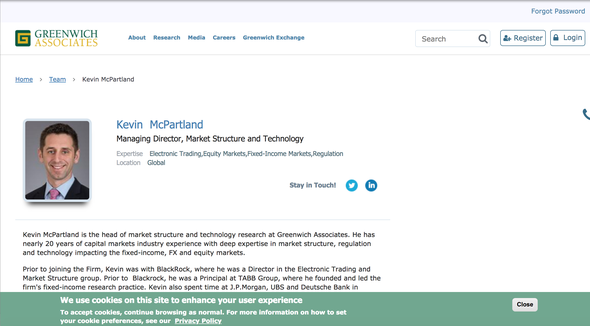 Forgot Password
GREENWICH
ASSOCIATES
About Research Media Careers Greenwich Exchange
Search
Register
Login
Home > Team > Kevin McPartland
Kevin McPartland
Managing Director, Market Structure and Technology
Expertise Electronic Trading,Equity Markets,Fixed-Income Markets,Regulation
Location Global
Stay in Touch!
Kevin McPartland is the head of market structure and technology research at Greenwich Associates. He has
nearly 20 years of capital markets industry experience with deep expertise in market structure, regulation
and technology impacting the fixed-income, FX and equity markets.
Prior to joining the Firm, Kevin was with BlackRock, where he was a Director in the Electronic Trading and
Market Structure group. Prior to Blackrock, he was a Principal at TABB Group, where he founded and led the
firm's fixed-income research practice. Kevin also spent time at J.P.Morgan, UBS and Deutsche Bank in
We use cookies on this site to enhance your user experience
To accept cookies, continue browsing as normal. For more information on how to set
your cookie preferences, see our Privacy Policy
Close